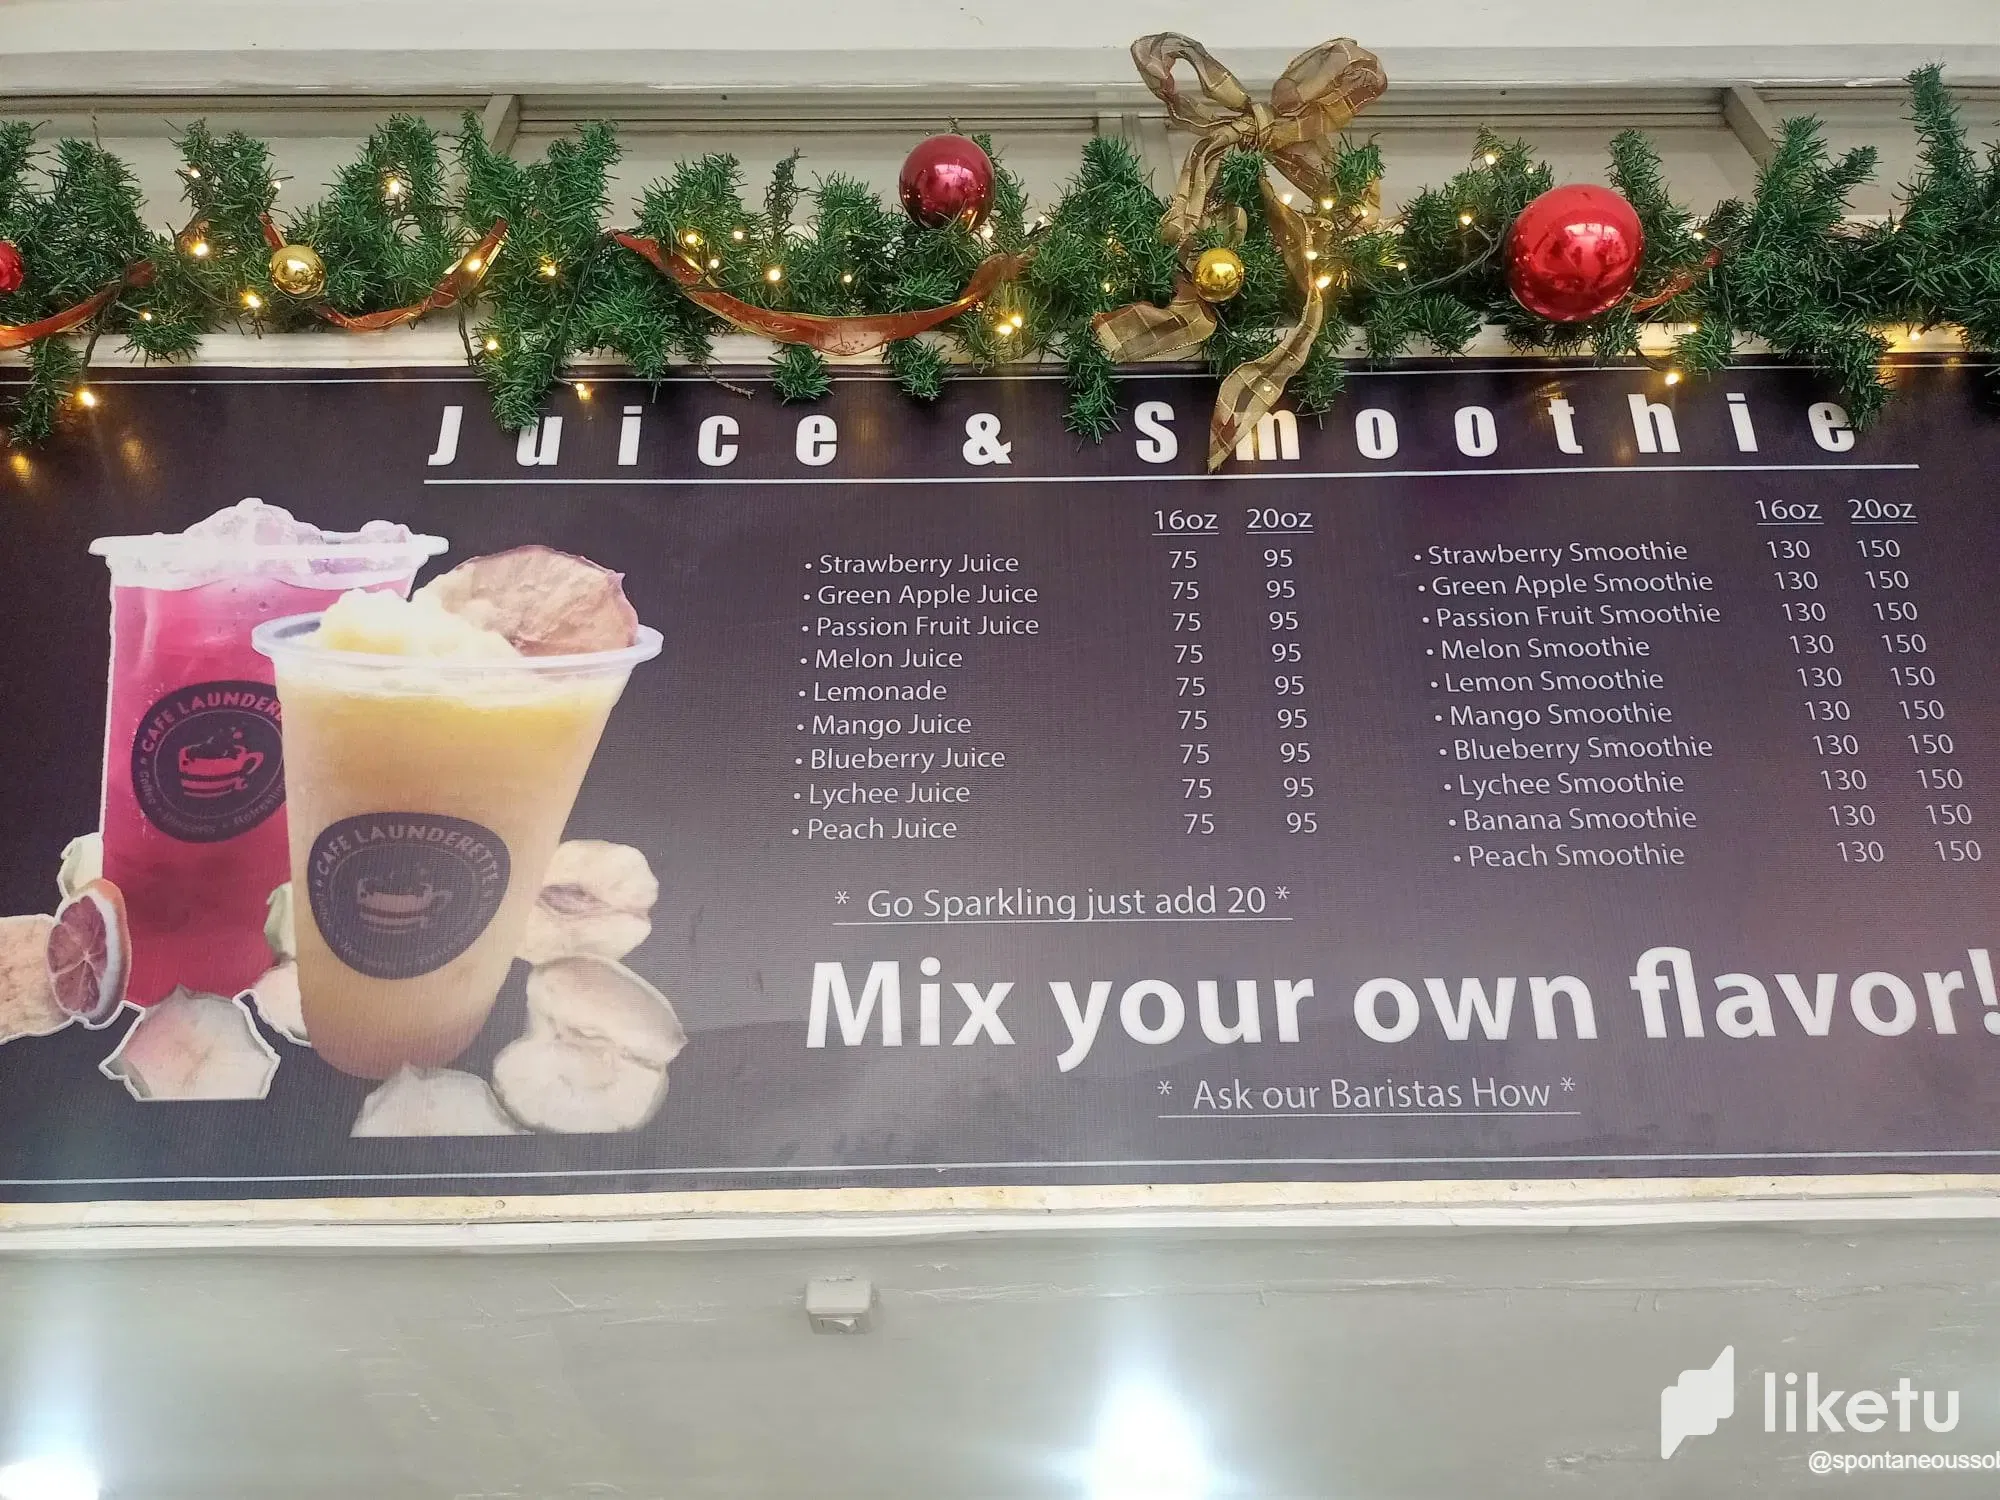 Juice & Smoothie
16oz 20oz
• Strawberry Juice 75 95
• Green Apple Juice 75 95
• Passion Fruit Juice 75 95
• Melon Juice 75 95
• Lemonade 75 95
• Mango Juice 75 95
• Blueberry Juice 75 95
• Lychee Juice 75 95
• Peach Juice 75 95
* Go Sparkling just add 20 *
16oz 20oz
• Strawberry Smoothie 130 150
• Green Apple Smoothie 130 150
• Passion Fruit Smoothie 130 150
• Melon Smoothie 130 150
• Lemon Smoothie 130 150
• Mango Smoothie 130 150
• Blueberry Smoothie 130 150
• Lychee Smoothie 130 150
• Banana Smoothie 130 150
• Peach Smoothie 130 150
Mix your own flavor!
* Ask our Baristas How *
CAFE LAUNDER
CAFE LAUNDERETTE
liketu
@spontaneoussol